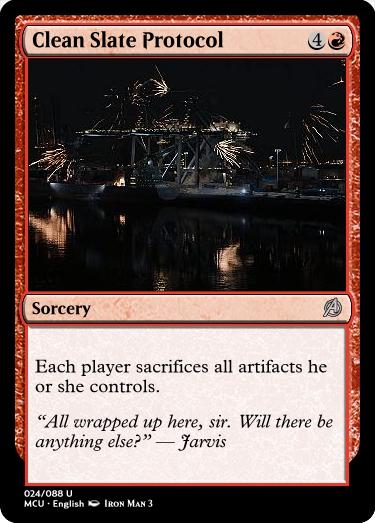 Clean Slate Protocol 4
Sorcery
Each player sacrifices all artifacts he
or she controls.
“All wrapped up here, sir. Will there be
anything else?” — Jarvis
024/088 U
MCU • English Iron Man 3